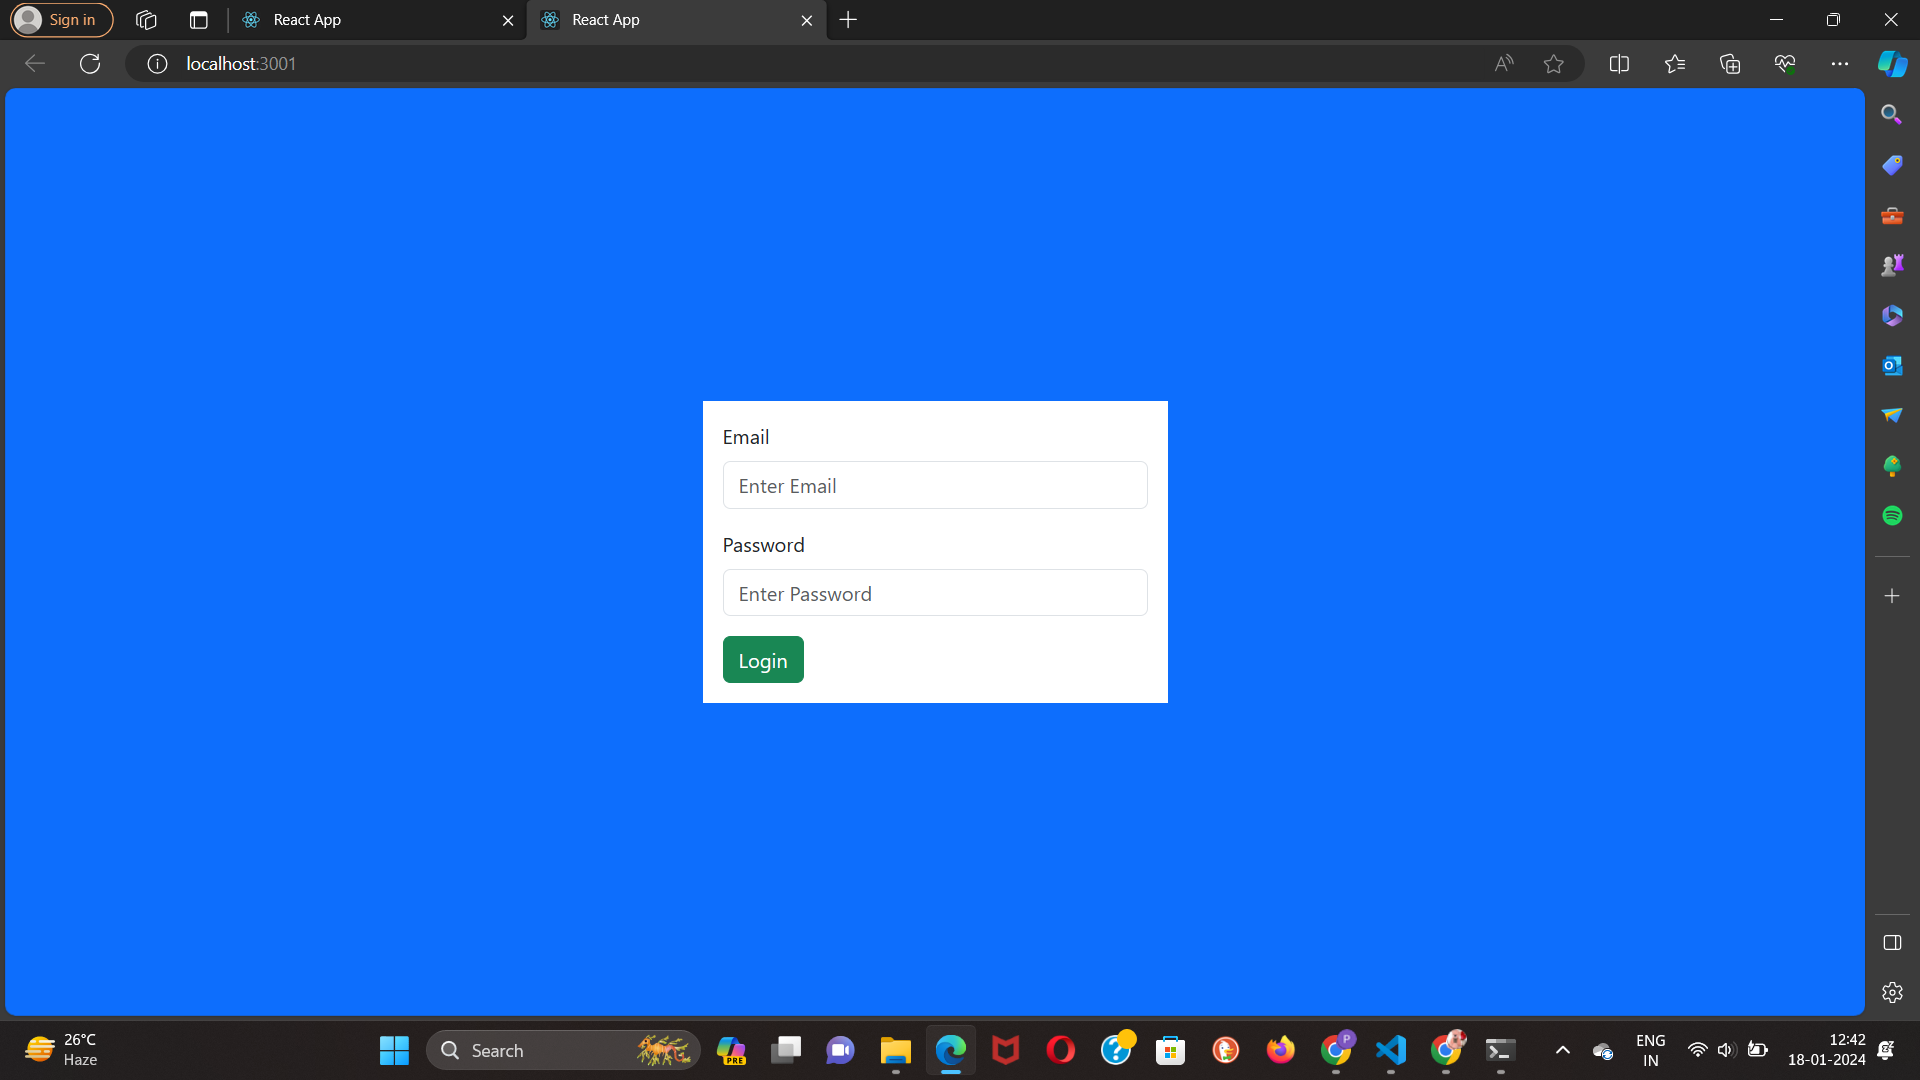 Sign in
React App
React App
localhost:3001
Email
Enter Email
Password
Enter Password
Login
26°C
Haze
Search
PRE
P
ENG
IN
12:42
18-01-2024